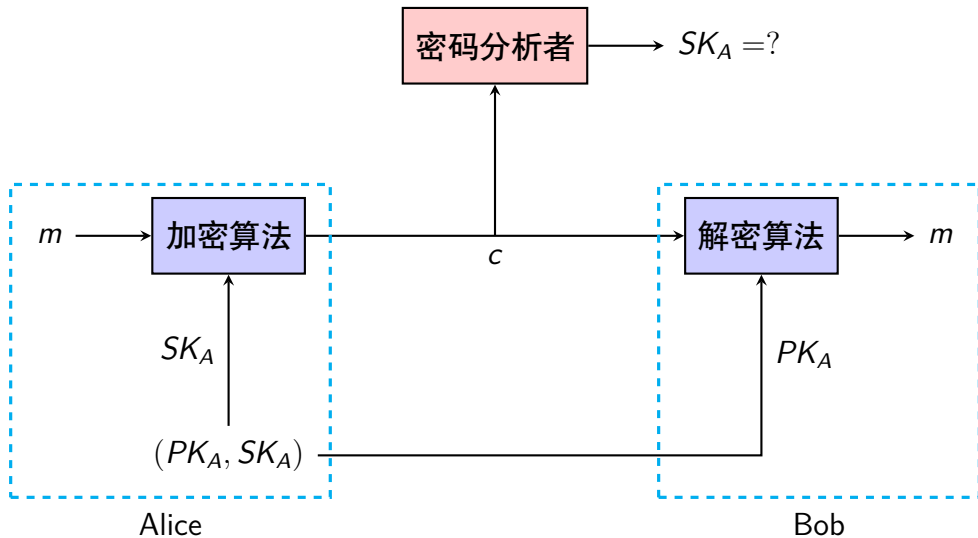 密码分析者
SK_A =?
m
加密算法
c
解密算法
m
SK_A
PK_A
(PK_A, SK_A)
Alice
Bob